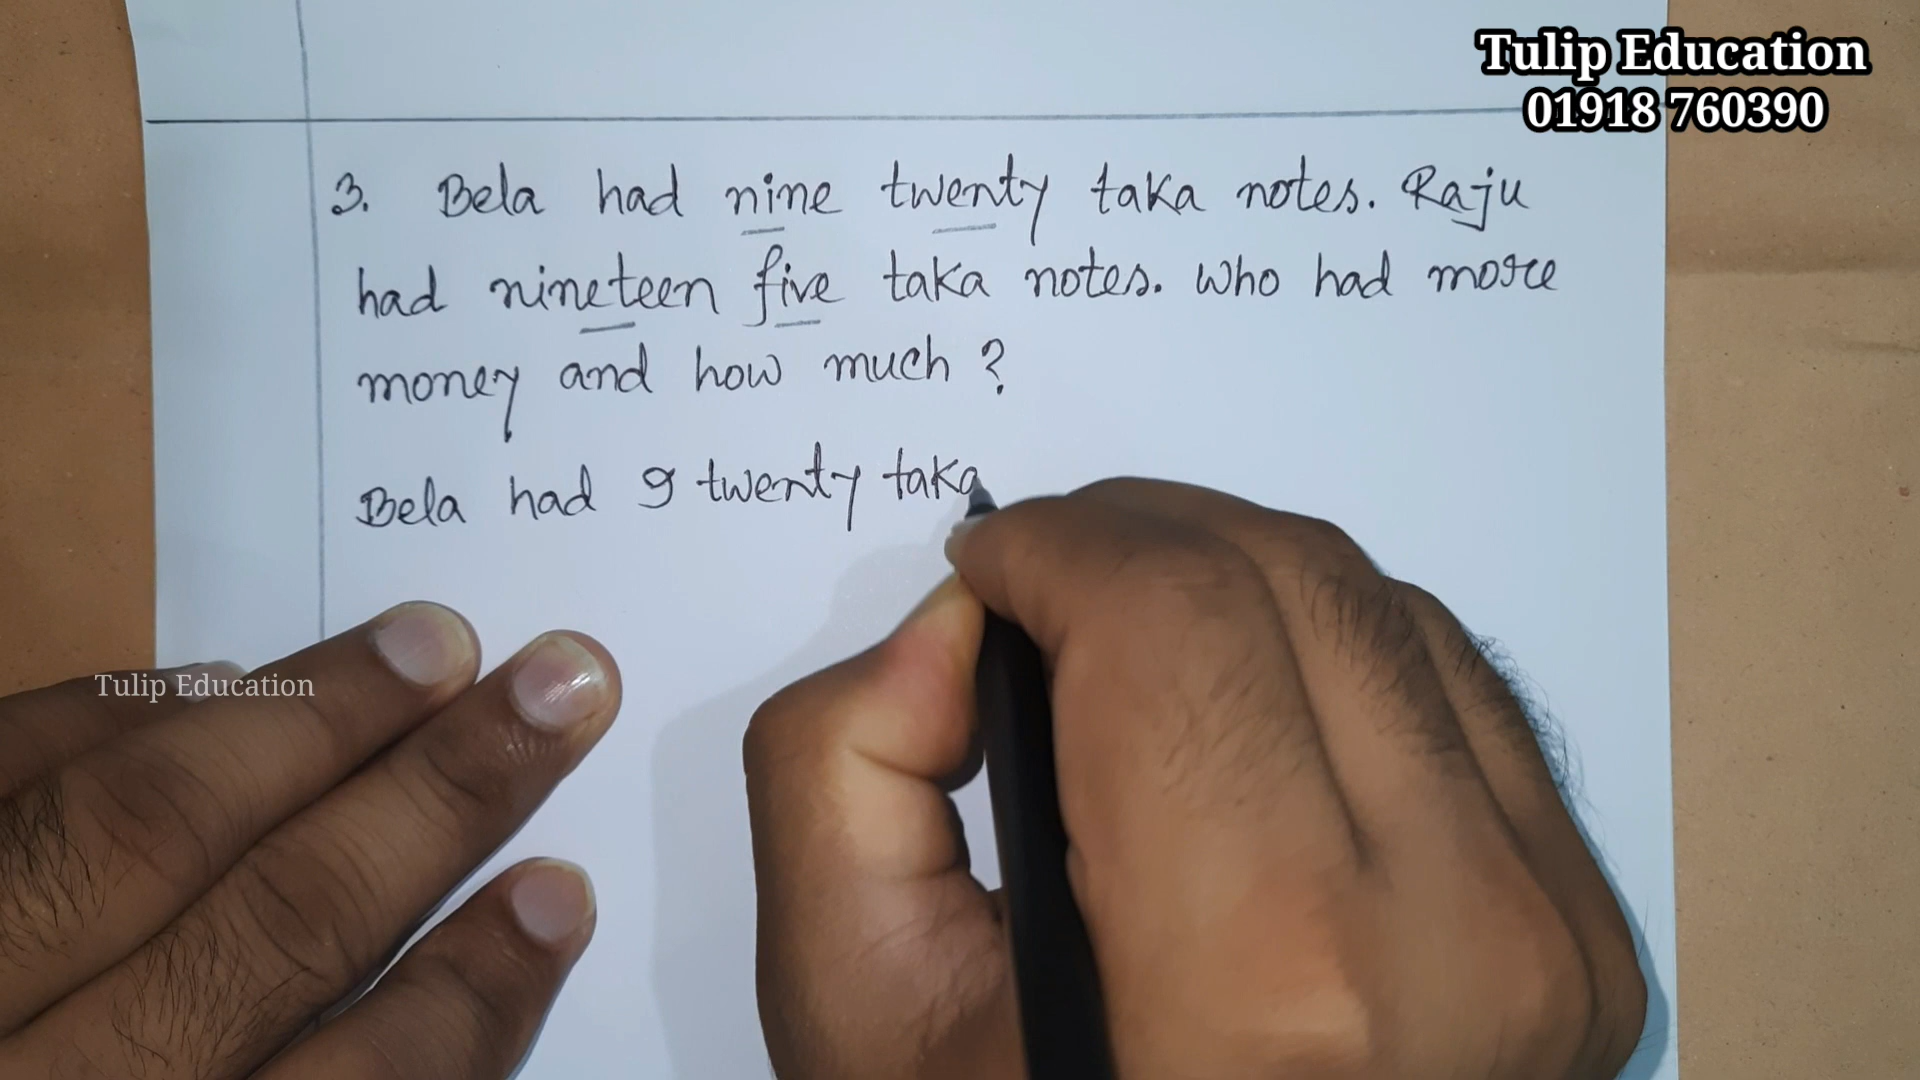 Tulip Education
01918 760390
3. Bela had nine twenty taka notes. Raju
had nineteen five taka notes. Who had more
money and how much ?
Bela had 9 twenty taka
Tulip Education